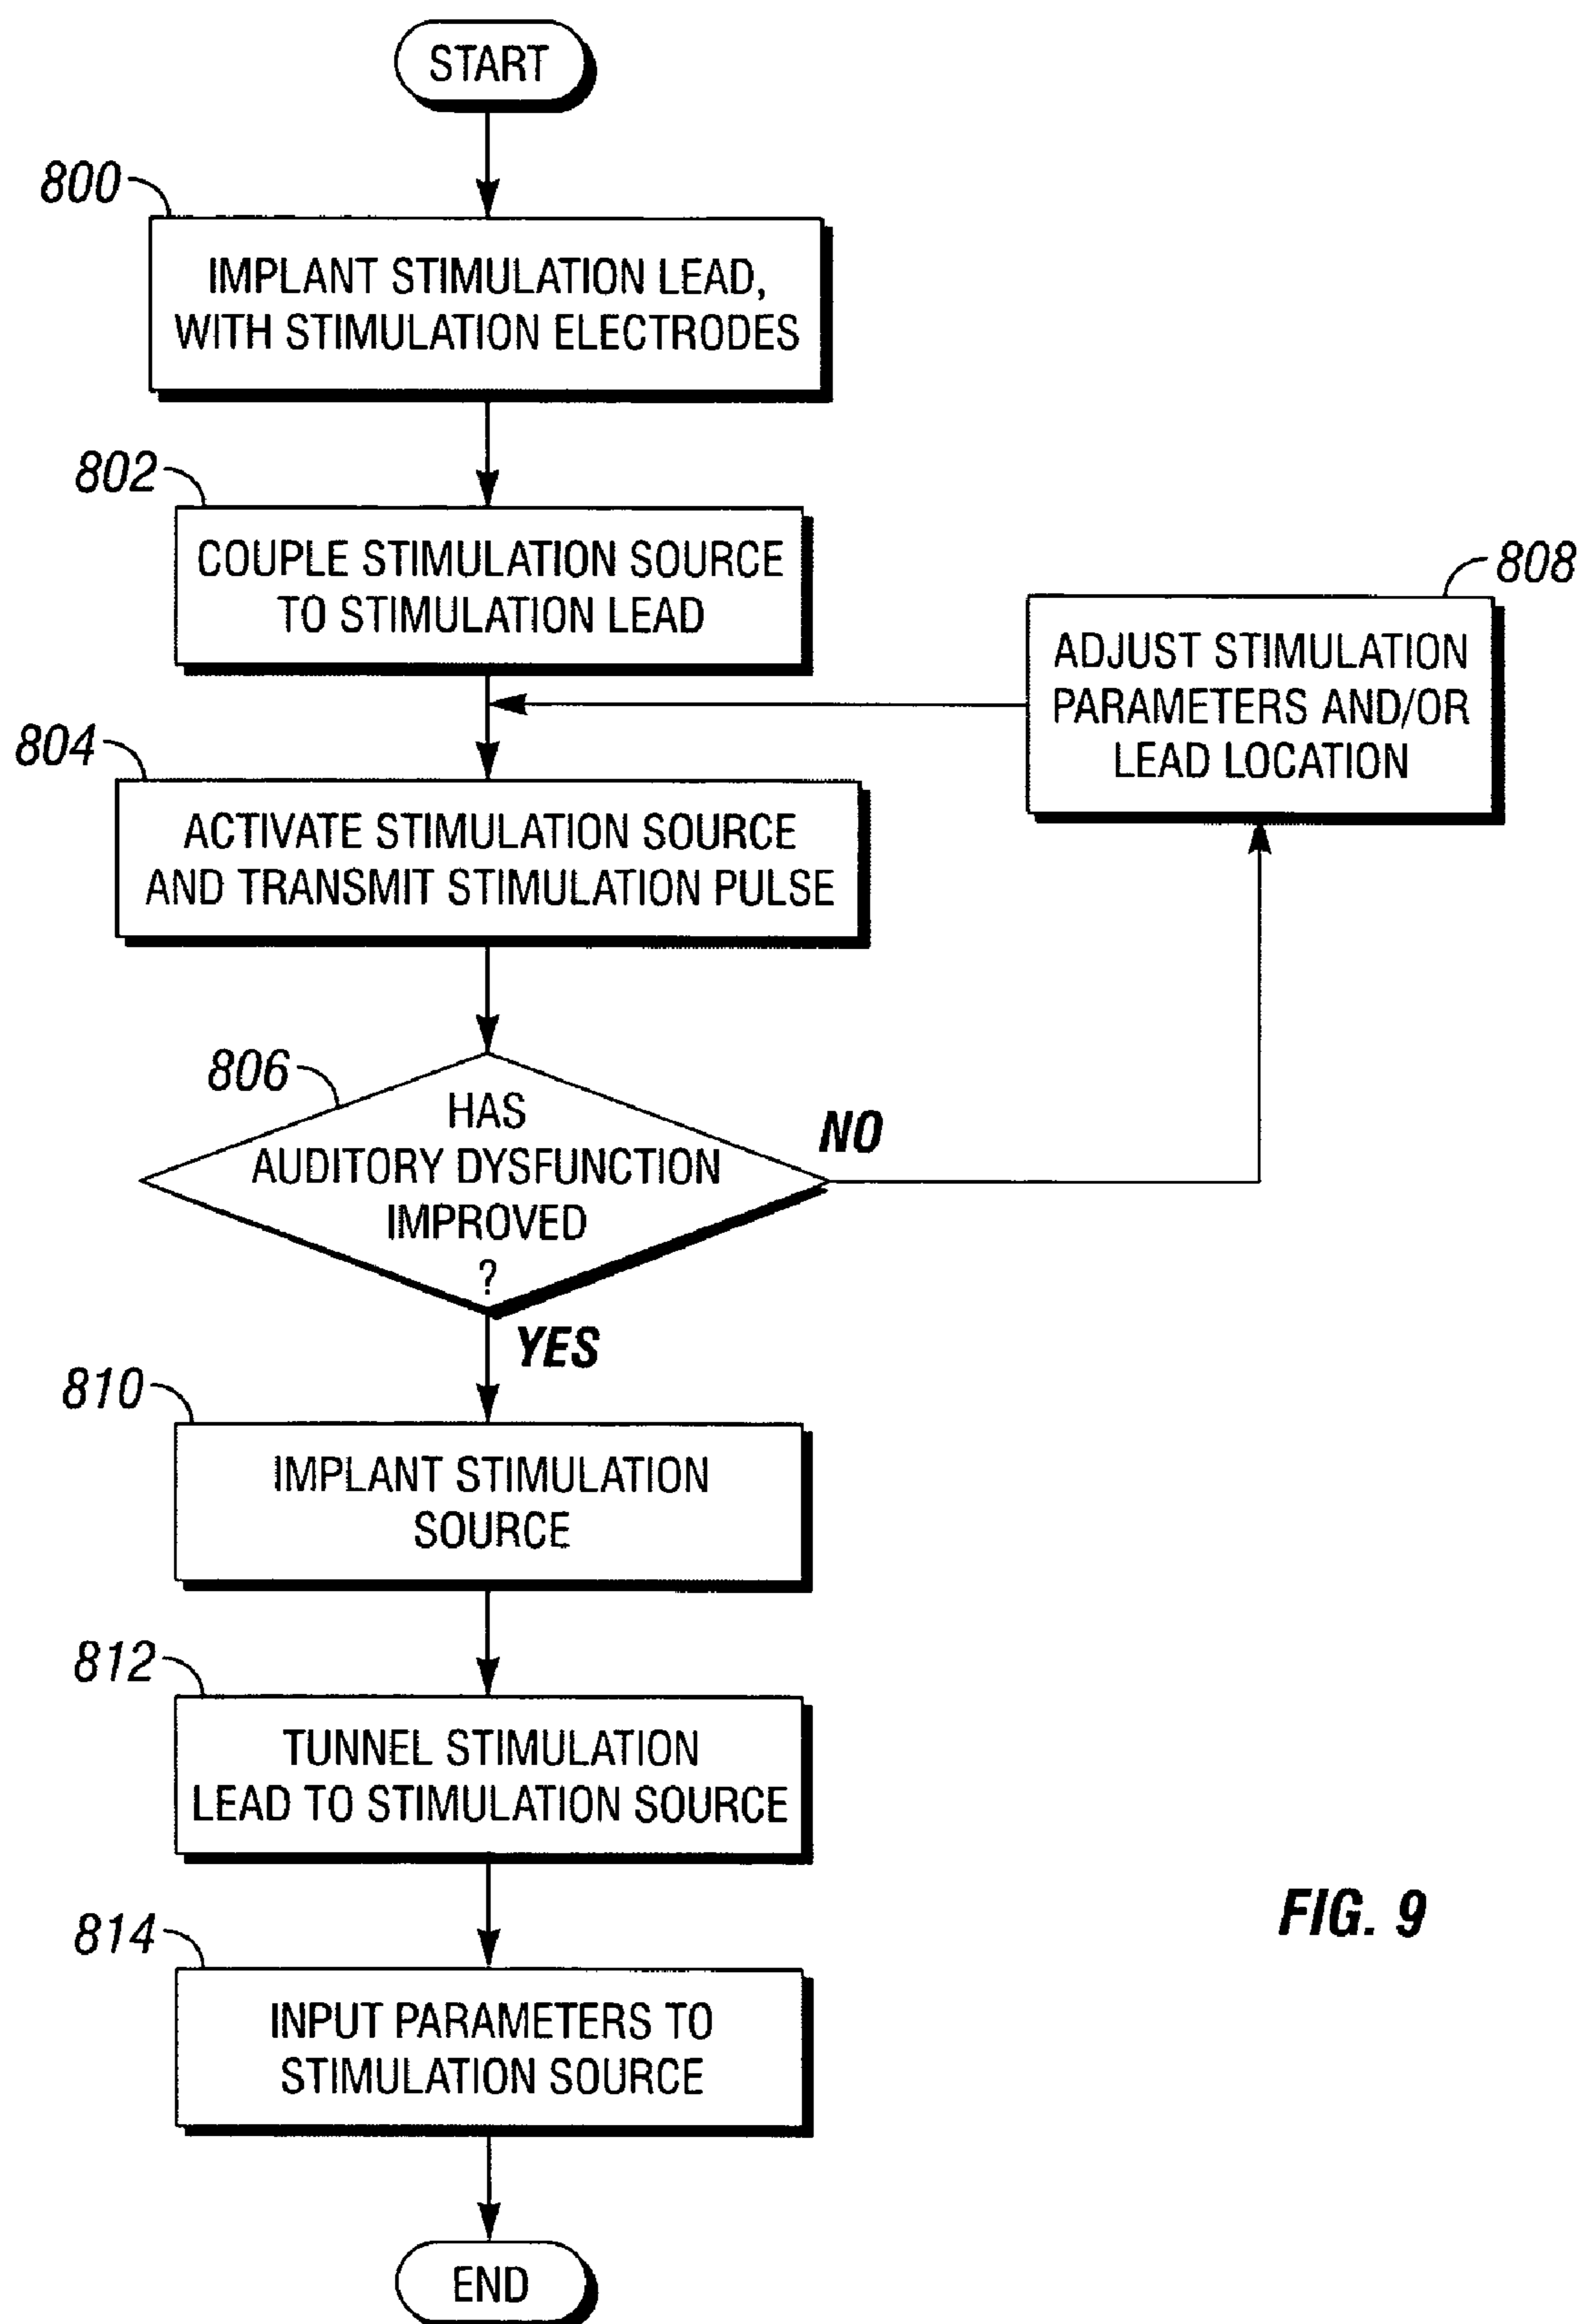 START
800
IMPLANT STIMULATION LEAD,
WITH STIMULATION ELECTRODES
802
COUPLE STIMULATION SOURCE
TO STIMULATION LEAD
808
ADJUST STIMULATION
PARAMETERS AND/OR
LEAD LOCATION
804
ACTIVATE STIMULATION SOURCE
AND TRANSMIT STIMULATION PULSE
806
HAS
AUDITORY DYSFUNCTION
IMPROVED
?
NO
YES
810
IMPLANT STIMULATION
SOURCE
812
TUNNEL STIMULATION
LEAD TO STIMULATION SOURCE
814
INPUT PARAMETERS TO
STIMULATION SOURCE
END
FIG. 9